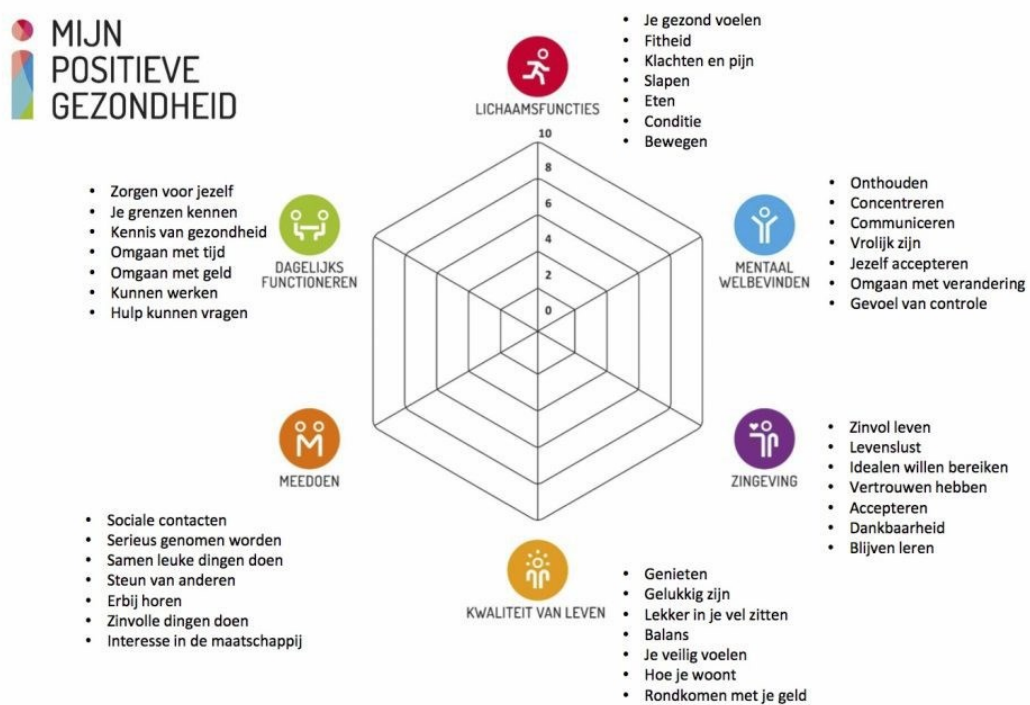 MIJN
POSITIEVE
GEZONDHEID
LICHAAMSFUNCTIES
• Je gezond voelen
• Fitheid
• Klachten en pijn
• Slapen
• Eten
• Conditie
• Bewegen
10
8
6
4
2
0
MENTAAL
WELBEVINDEN
• Onthouden
• Concentreren
• Communiceren
• Vrolijk zijn
• Jezelf accepteren
• Omgaan met verandering
• Gevoel van controle
ZINGEVING
• Zinvol leven
• Levenslust
• Idealen willen bereiken
• Vertrouwen hebben
• Accepteren
• Dankbaarheid
• Blijven leren
KWALITEIT VAN LEVEN
• Genieten
• Gelukkig zijn
• Lekker in je vel zitten
• Balans
• Je veilig voelen
• Hoe je woont
• Rondkomen met je geld
MEEDOEN
• Sociale contacten
• Serieus genomen worden
• Samen leuke dingen doen
• Steun van anderen
• Erbij horen
• Zinvolle dingen doen
• Interesse in de maatschappij
DAGELIJKS
FUNCTIONEREN
• Zorgen voor jezelf
• Je grenzen kennen
• Kennis van gezondheid
• Omgaan met tijd
• Omgaan met geld
• Kunnen werken
• Hulp kunnen vragen